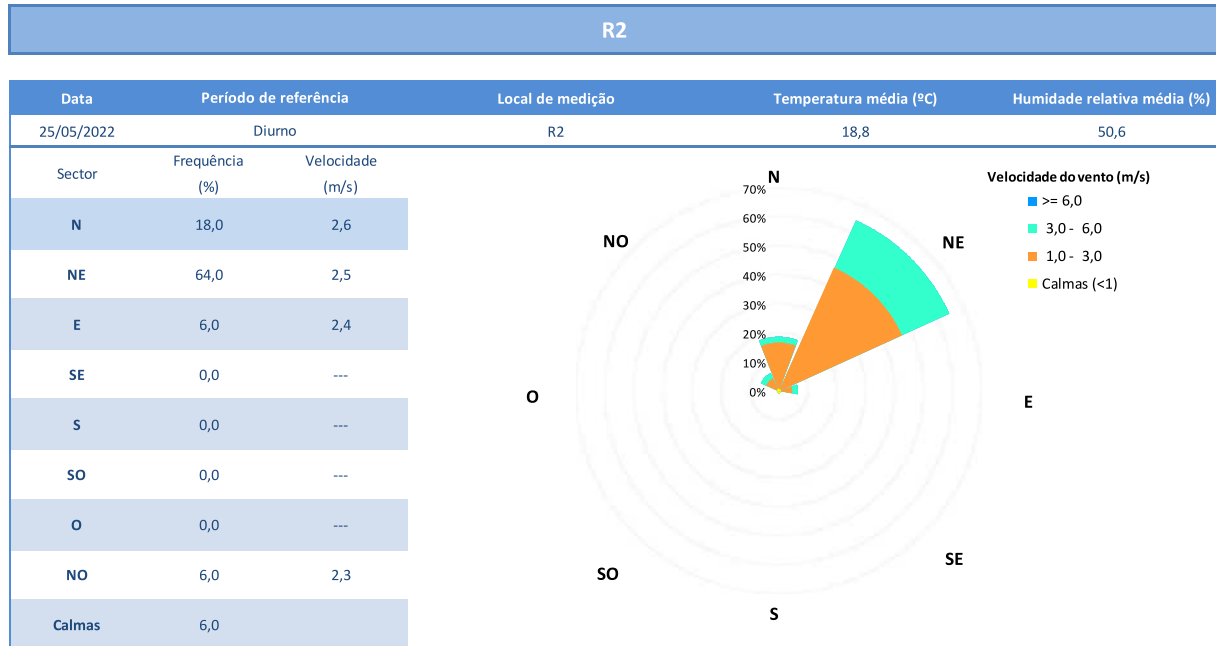 R2
Data Período de referência Local de medição Temperatura média (ºC) Humidade relativa média (%)
25/05/2022 Diurno R2 18,8 50,6
Sector Frequência (%) Velocidade (m/s)
N 18,0 2,6
NE 64,0 2,5
E 6,0 2,4
SE 0,0 ---
S 0,0 ---
SO 0,0 ---
O 0,0 ---
NO 6,0 2,3
Calmas 6,0
N
NE
E
SE
S
SO
O
NO
70%
60%
50%
40%
30%
20%
10%
0%
Velocidade do vento (m/s)
>= 6,0
3,0 - 6,0
1,0 - 3,0
Calmas (<1)